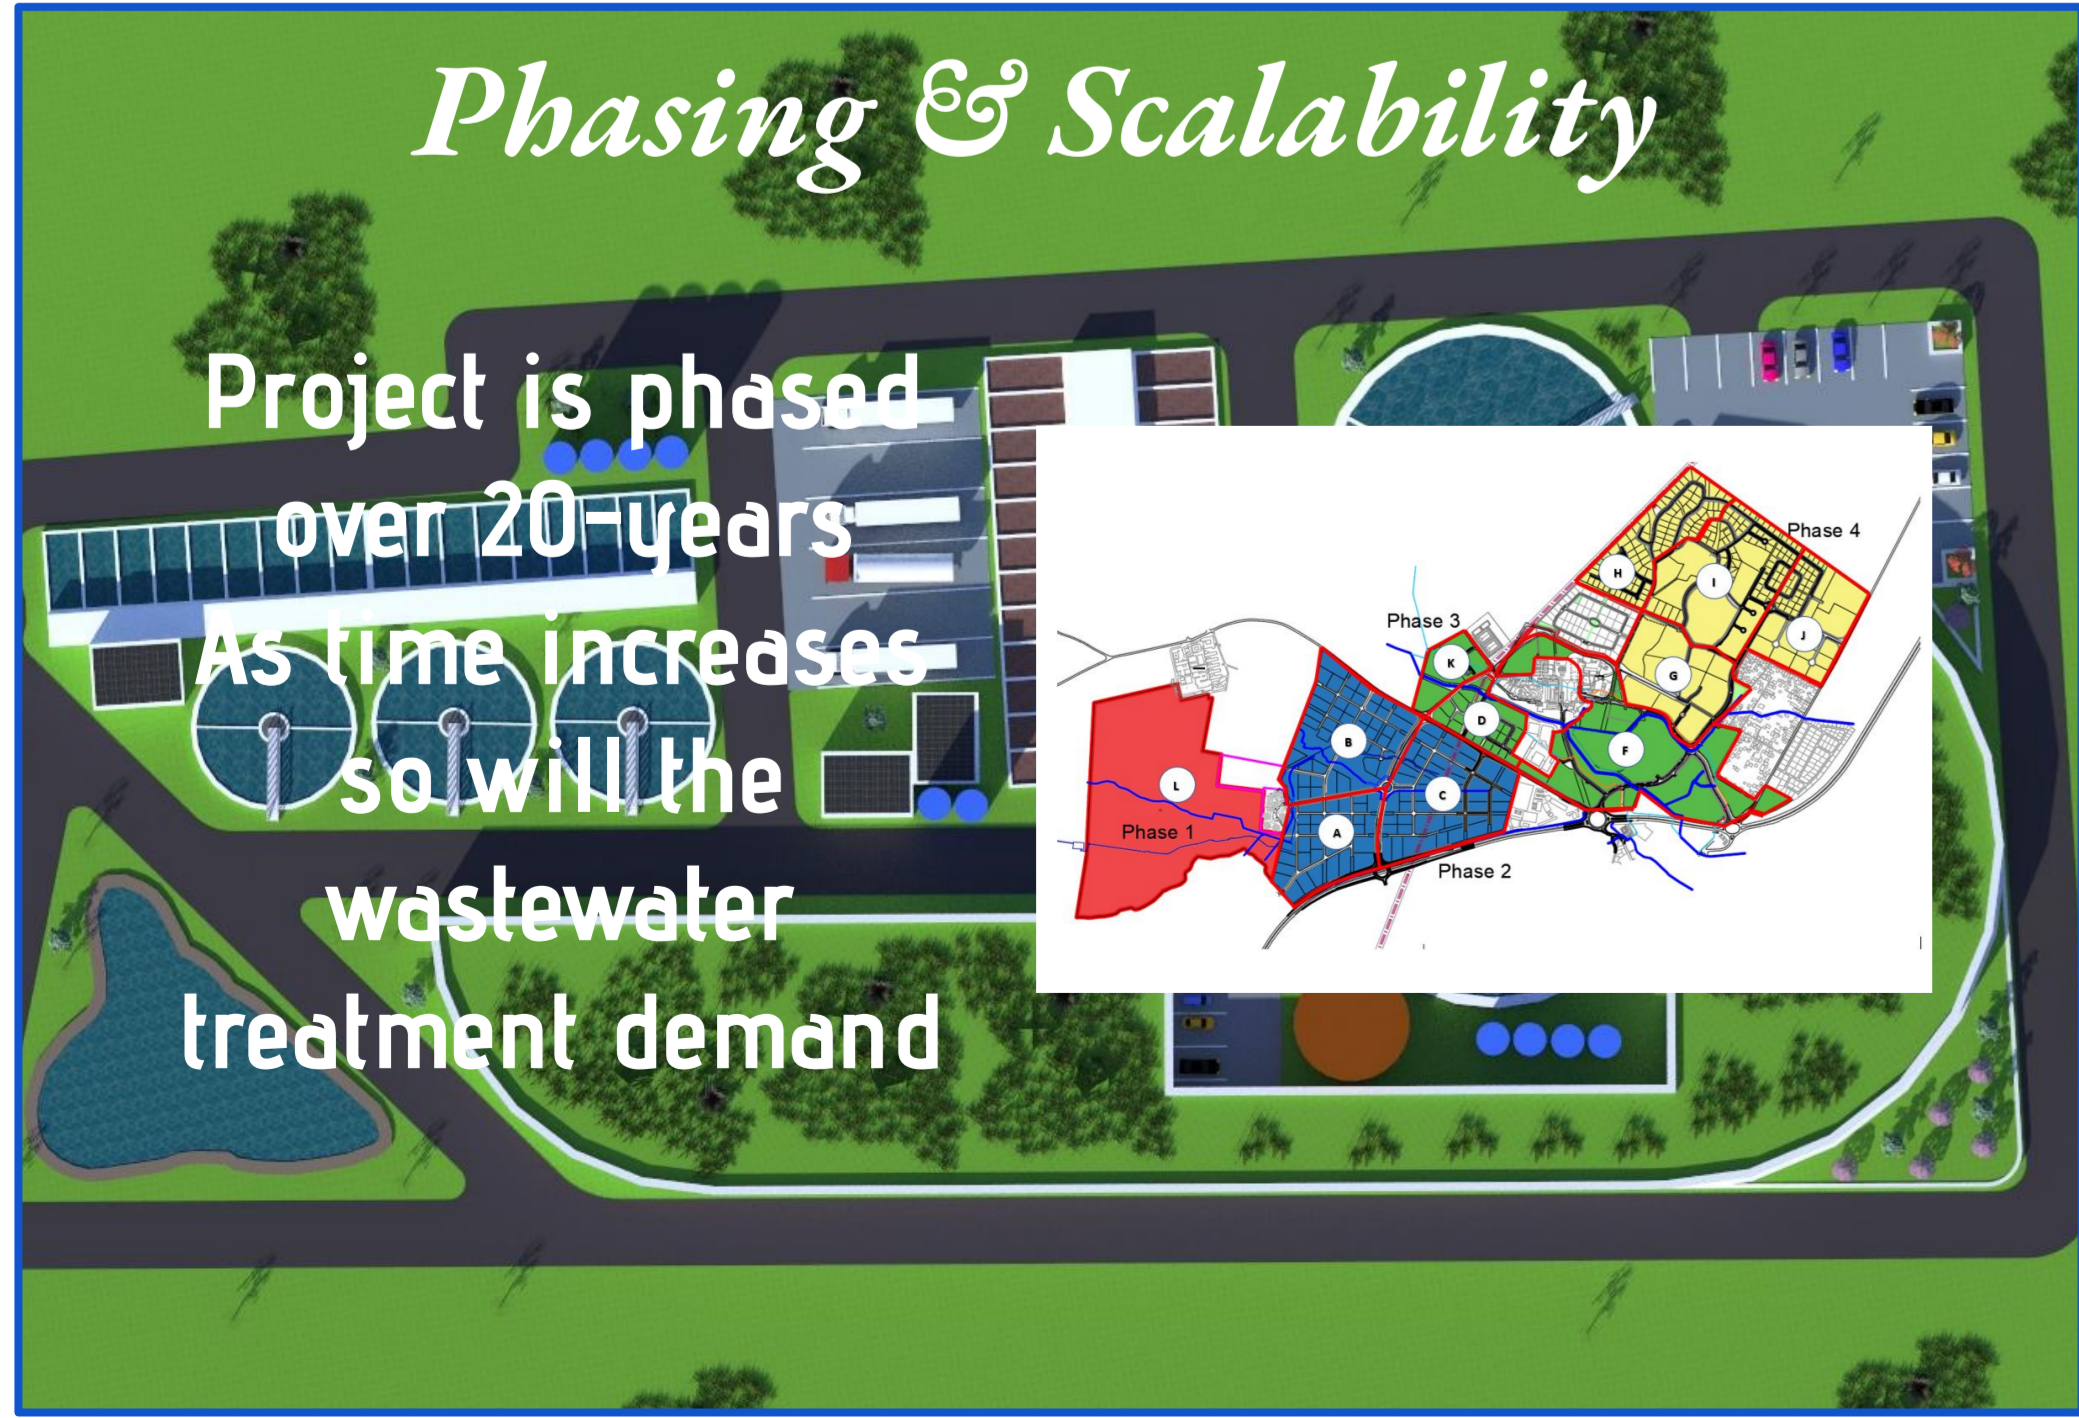 Phasing & Scalability
Project is phased
over 20-years
As time increases
so will the
wastewater
treatment demand
Phase 4
H
I
Phase 3
J
K
G
D
B
F
L
C
Phase 1
A
Phase 2